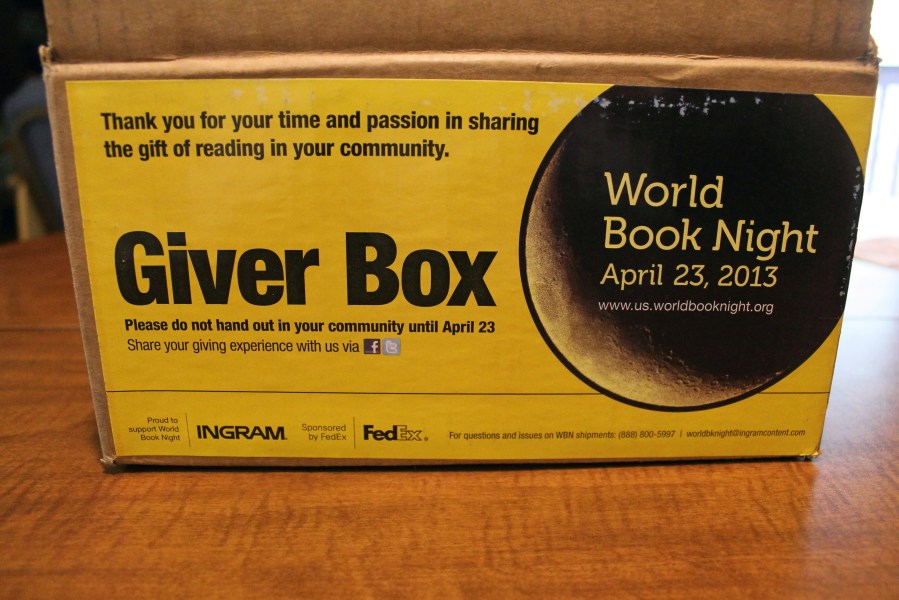 Thank you for your time and passion in sharing
the gift of reading in your community.
World
Book Night
April 23, 2013
www.us.worldbooknight.org
Giver Box
Please do not hand out in your community until April 23
Share your giving experience with us via f t
Proud to
support World
Book Night
INGRAM
Sponsored
by FedEx
FedEx®
For questions and issues on WBN shipments: (888) 800-5997 | worldbknight@ingramcontent.com